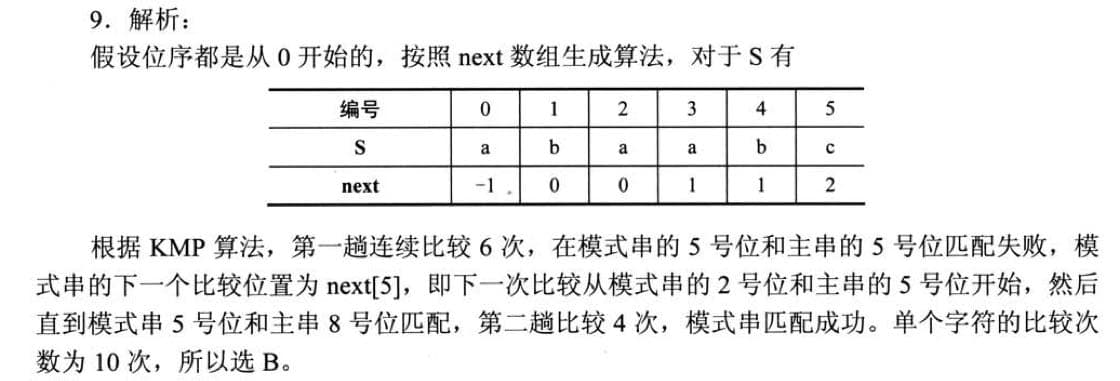 9. 解析：
假设位序都是从 0 开始的，按照 next 数组生成算法，对于 S 有
编号 0 1 2 3 4 5
S a b a a b c
next -1 0 0 1 1 2
根据 KMP 算法，第一趟连续比较 6 次，在模式串的 5 号位和主串的 5 号位匹配失败，模
式串的下一个比较位置为 next[5]，即下一次比较从模式串的 2 号位和主串的 5 号位开始，然后
直到模式串 5 号位和主串 8 号位匹配，第二趟比较 4 次，模式串匹配成功。单个字符的比较次
数为 10 次，所以选 B。